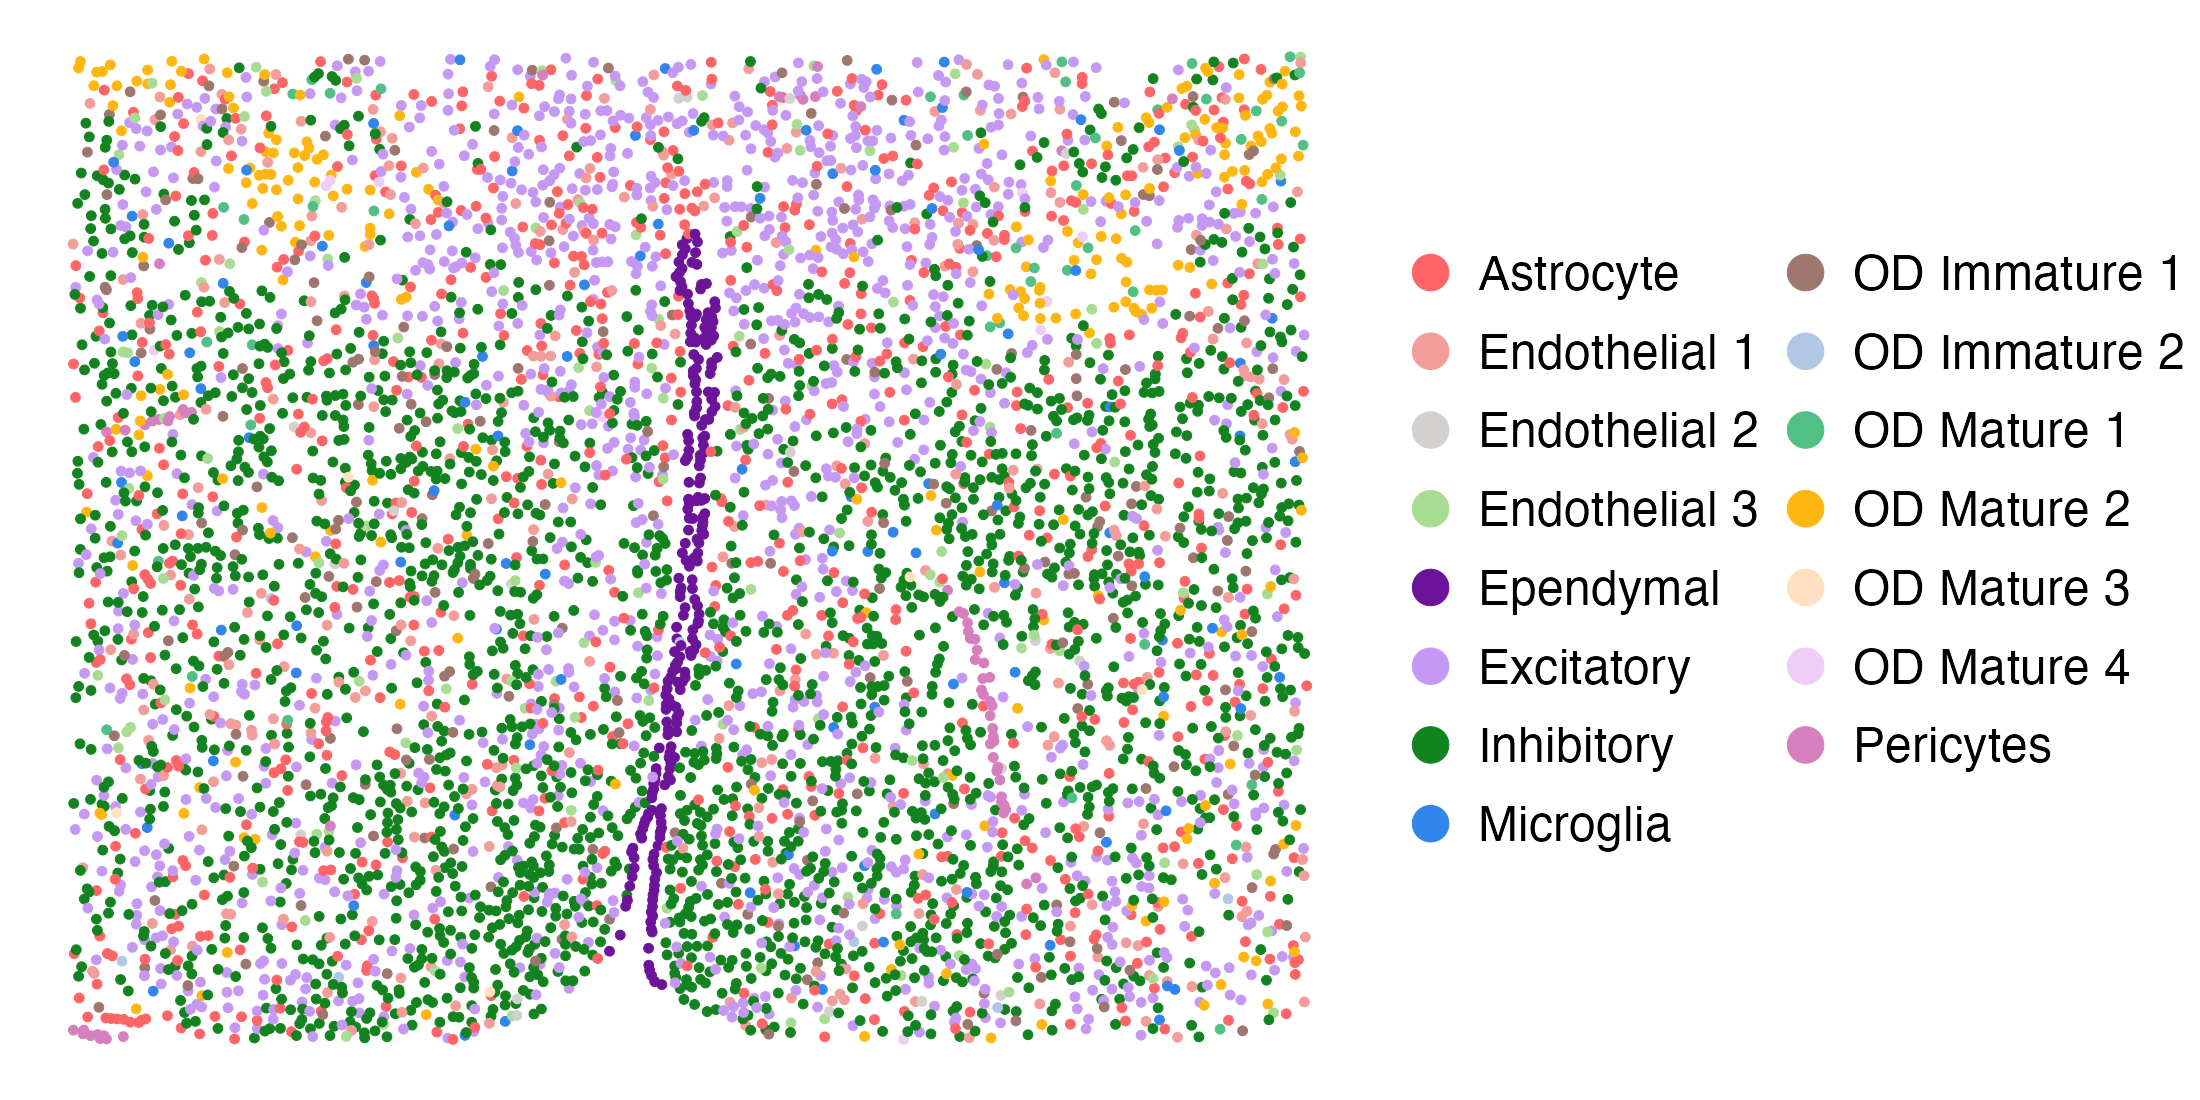 Astrocyte
Endothelial 1
Endothelial 2
Endothelial 3
Ependymal
Excitatory
Inhibitory
Microglia
OD Immature 1
OD Immature 2
OD Mature 1
OD Mature 2
OD Mature 3
OD Mature 4
Pericytes